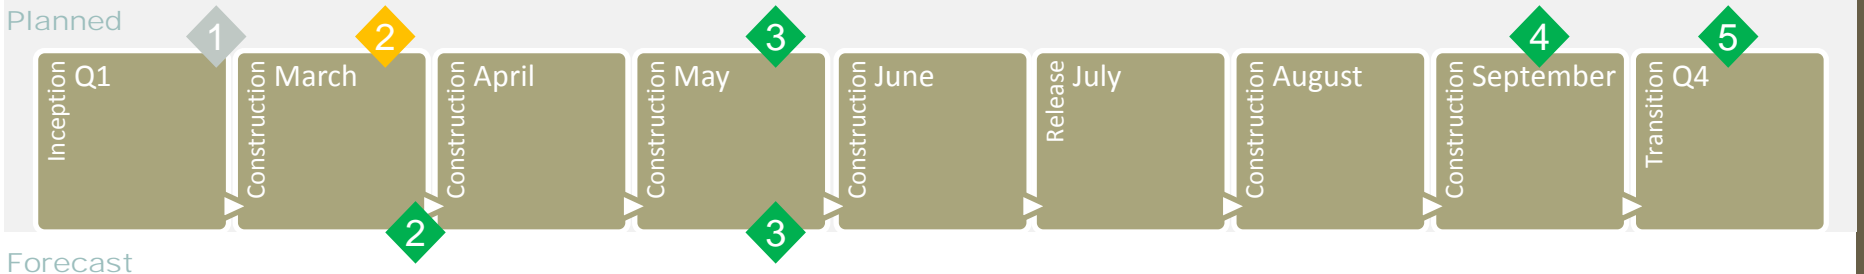 Planned
1
2
3
4
5
Inception
Q1
Construction
March
Construction
April
Construction
May
Construction
June
Release
July
Construction
August
Construction
September
Transition
Q4
2
3
Forecast